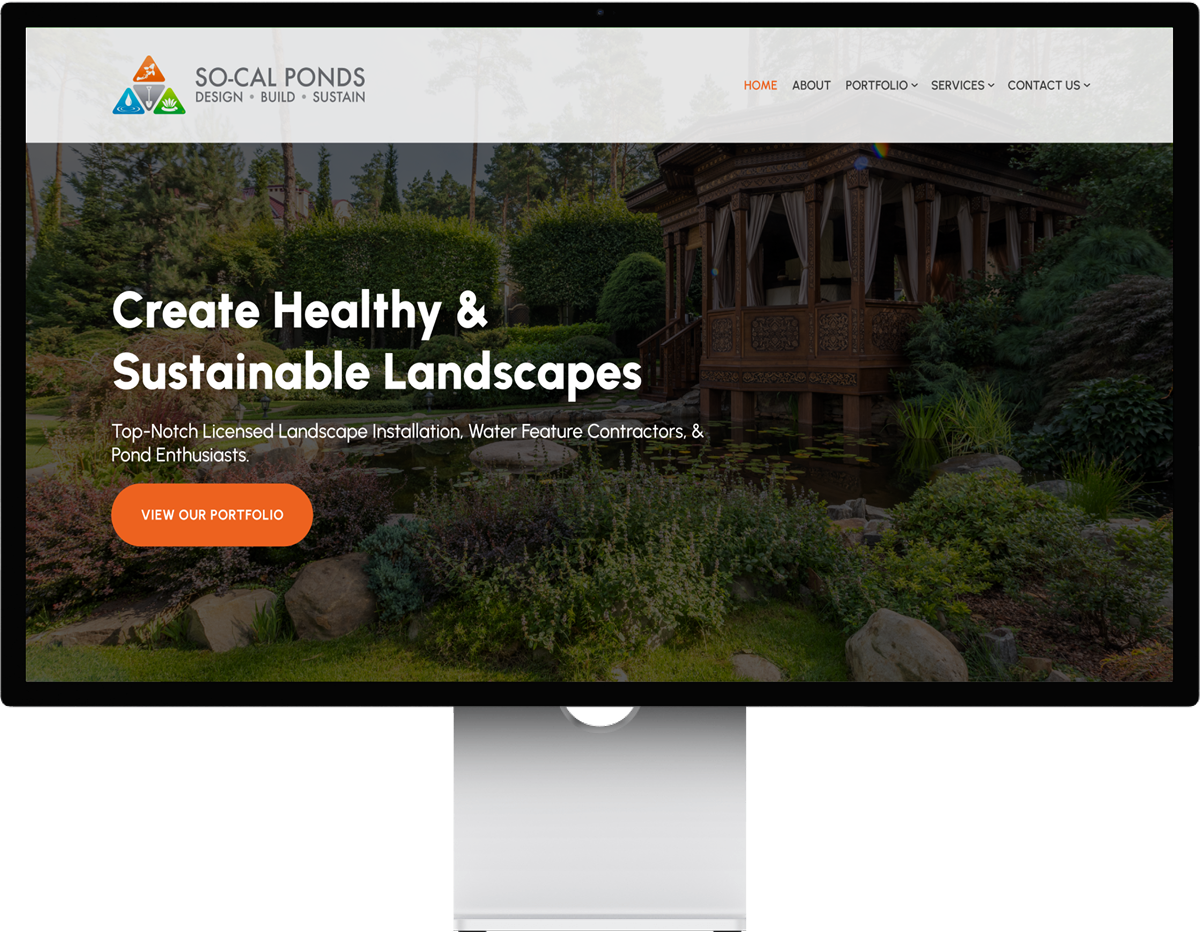 SO-CAL PONDS
DESIGN • BUILD • SUSTAIN
HOME ABOUT PORTFOLIO SERVICES CONTACT US
Create Healthy &
Sustainable Landscapes
Top-Notch Licensed Landscape Installation, Water Feature Contractors, &
Pond Enthusiasts.
VIEW OUR PORTFOLIO